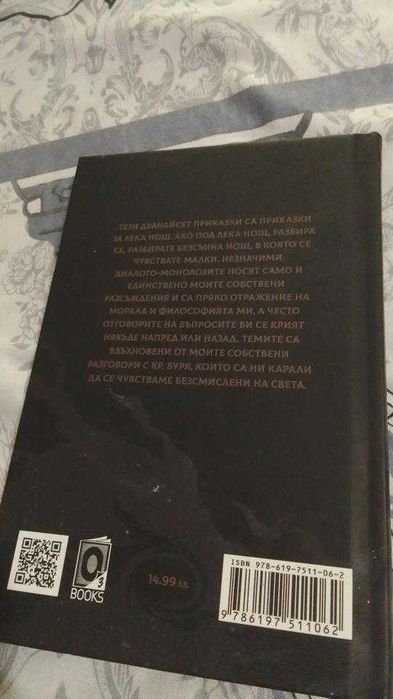 ТЕЗИ ДВАНАЙСЕТ ПРИКАЗКИ СА ПРИКАЗКИ
ЗА ЛЕКА НОЩ. АКО ПОД ЛЕКА НОЩ, РАЗБИРА
СЕ, РАЗБИРАТЕ БЕЗСЪННА НОЩ, В КОЯТО СЕ
ЧУВСТВАТЕ МАЛКИ. НЕЗНАЧИМИ.
ДИАЛОГО-МОНОЛОЗИТЕ НОСЯТ САМО И
ЕДИНСТВЕНО МОИТЕ СОБСТВЕНИ
РАЗСЪЖДЕНИЯ И СА ПРЯКО ОТРАЖЕНИЕ НА
МОРАЛА И ФИЛОСОФИЯТА МИ, А ЧЕСТО
ОТГОВОРИТЕ НА ВЪПРОСИТЕ ВИ СЕ КРИЯТ
НЯКЪДЕ НАПРЕД ИЛИ НАЗАД. ТЕМИТЕ СА
ВДЪХНОВЕНИ ОТ МОИТЕ СОБСТВЕНИ
РАЗГОВОРИ С КР. БУРЯ, КОИТО СА НИ КАРАЛИ
ДА СЕ ЧУВСТВАМЕ БЕЗСМИСЛЕНИ НА СВЕТА.
O3
BOOKS
14.99 лв.
ISBN 978-619-7511-06-2
9 786197 511062